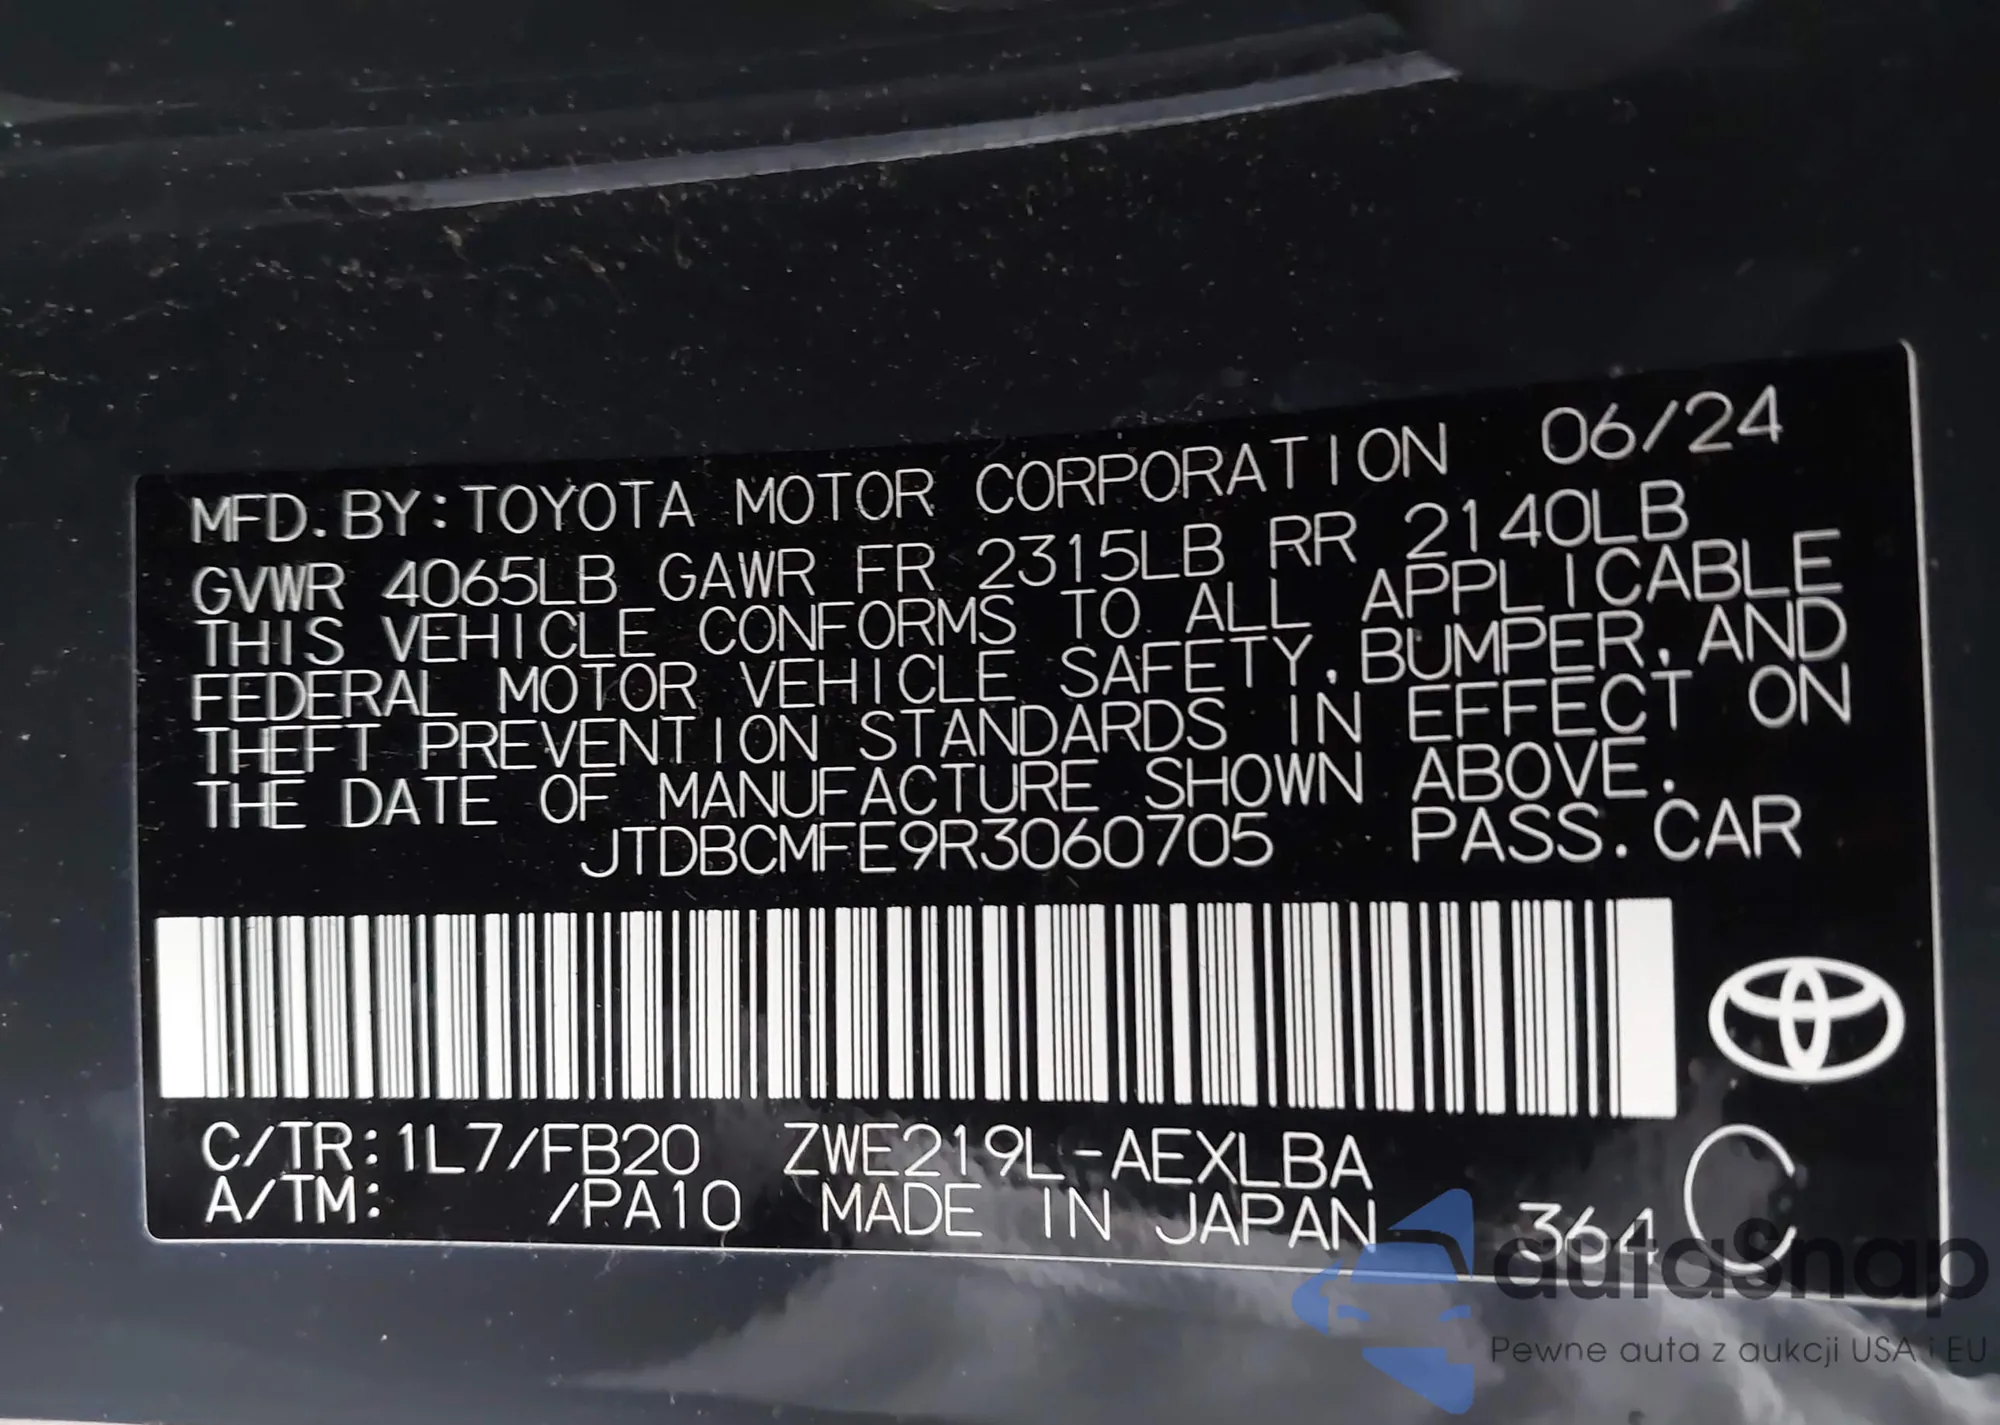 MFD.BY:TOYOTA MOTOR CORPORATION 06/24
GVWR 4065LB GAWR FR 2315LB RR 2140LB
THIS VEHICLE CONFORMS TO ALL APPLICABLE
FEDERAL MOTOR VEHICLE SAFETY,BUMPER,AND
THEFT PREVENTION STANDARDS IN EFFECT ON
THE DATE OF MANUFACTURE SHOWN ABOVE.
JTDBCMFE9R3060705 PASS.CAR
C/TR:1L7/FB20 ZWE219L-AEXLBA
A/TM: /PA10 MADE IN JAPAN 364 C
autasnap
Pewne auta z aukcji USA i EU